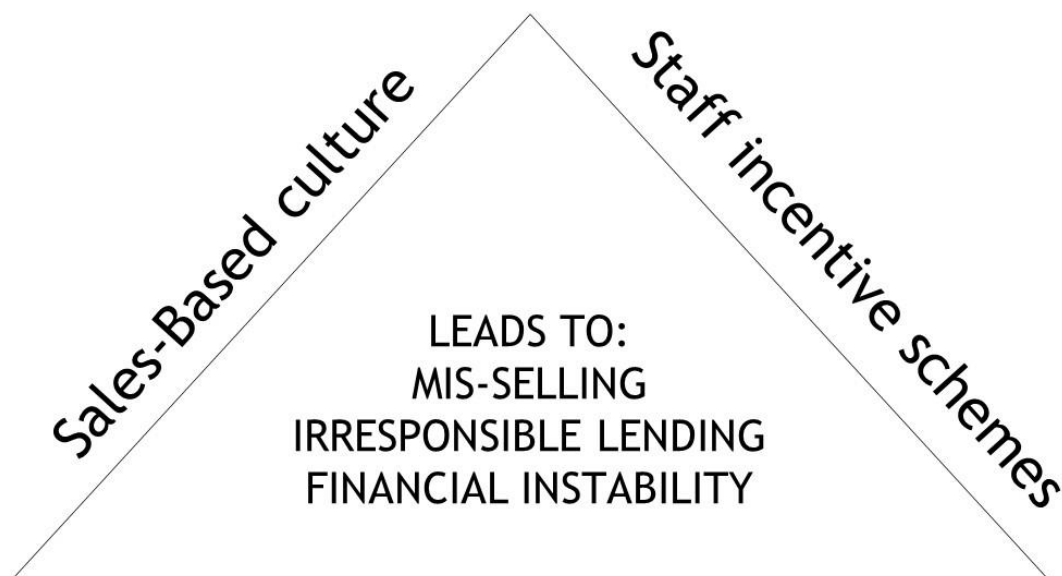 Sales-Based culture
Staff incentive schemes
LEADS TO:
MIS-SELLING
IRRESPONSIBLE LENDING
FINANCIAL INSTABILITY